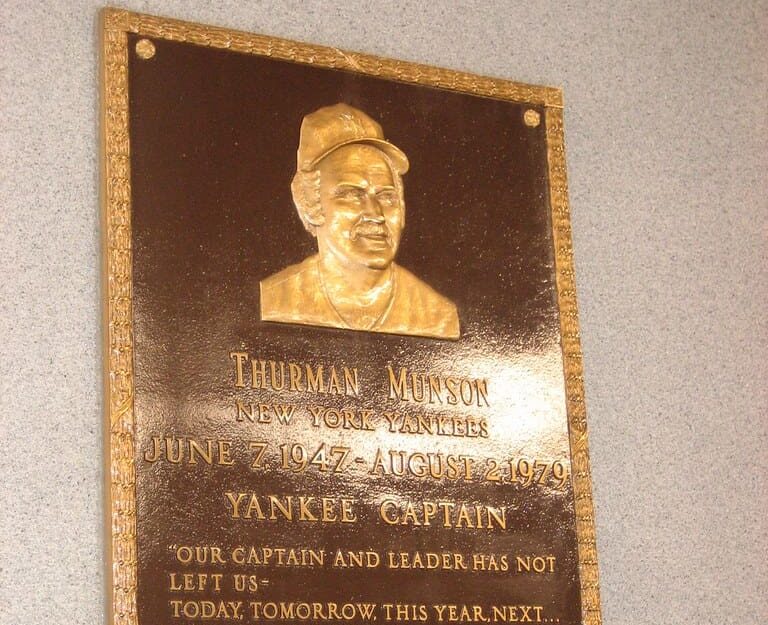 THURMAN MUNSON
NEW YORK YANKEES
JUNE 7, 1947 - AUGUST 2, 1979
YANKEE CAPTAIN
"OUR CAPTAIN AND LEADER HAS NOT
LEFT US-
TODAY, TOMORROW, THIS YEAR, NEXT...